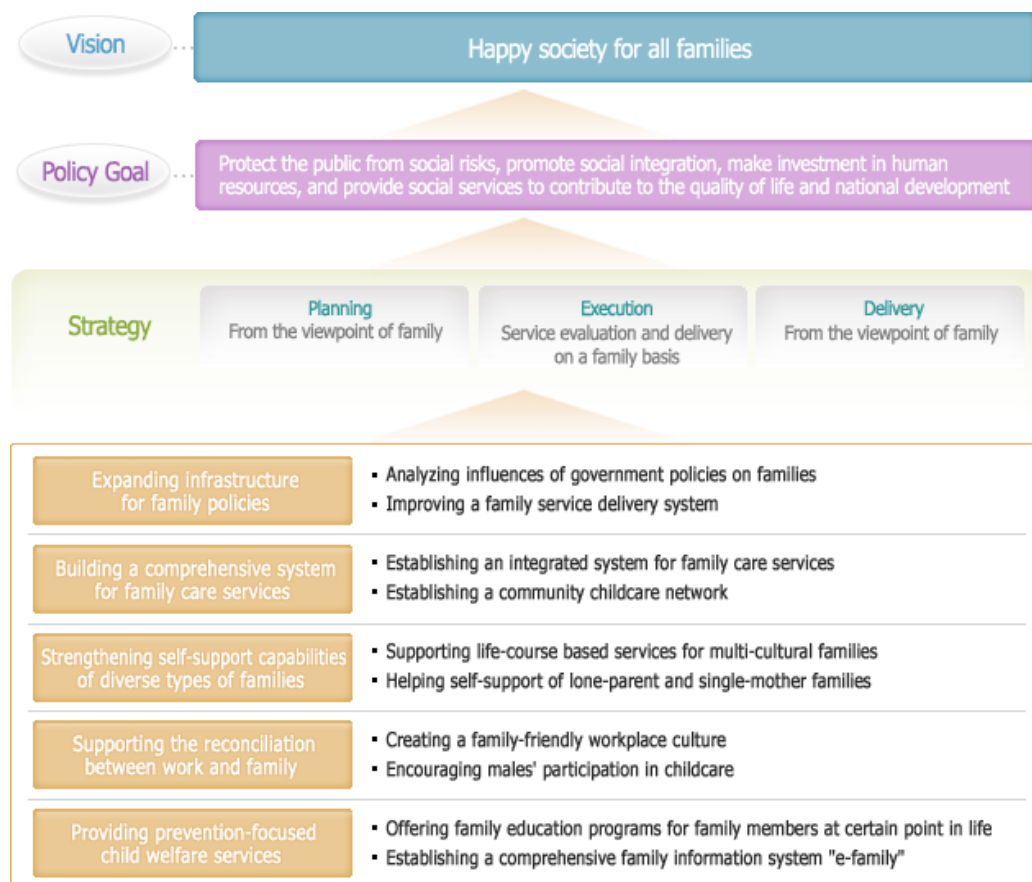 Vision
Happy society for all families
Policy Goal
Protect the public from social risks, promote social integration, make investment in human
resources, and provide social services to contribute to the quality of life and national development
Strategy
Planning
From the viewpoint of family
Execution
Service evaluation and delivery
on a family basis
Delivery
From the viewpoint of family
Expanding infrastructure
for family policies
▪ Analyzing influences of government policies on families
▪ Improving a family service delivery system
Building a comprehensive system
for family care services
▪ Establishing an integrated system for family care services
▪ Establishing a community childcare network
Strengthening self-support capabilities
of diverse types of families
▪ Supporting life-course based services for multi-cultural families
▪ Helping self-support of lone-parent and single-mother families
Supporting the reconciliation
between work and family
▪ Creating a family-friendly workplace culture
▪ Encouraging males' participation in childcare
Providing prevention-focused
child welfare services
▪ Offering family education programs for family members at certain point in life
▪ Establishing a comprehensive family information system "e-family"